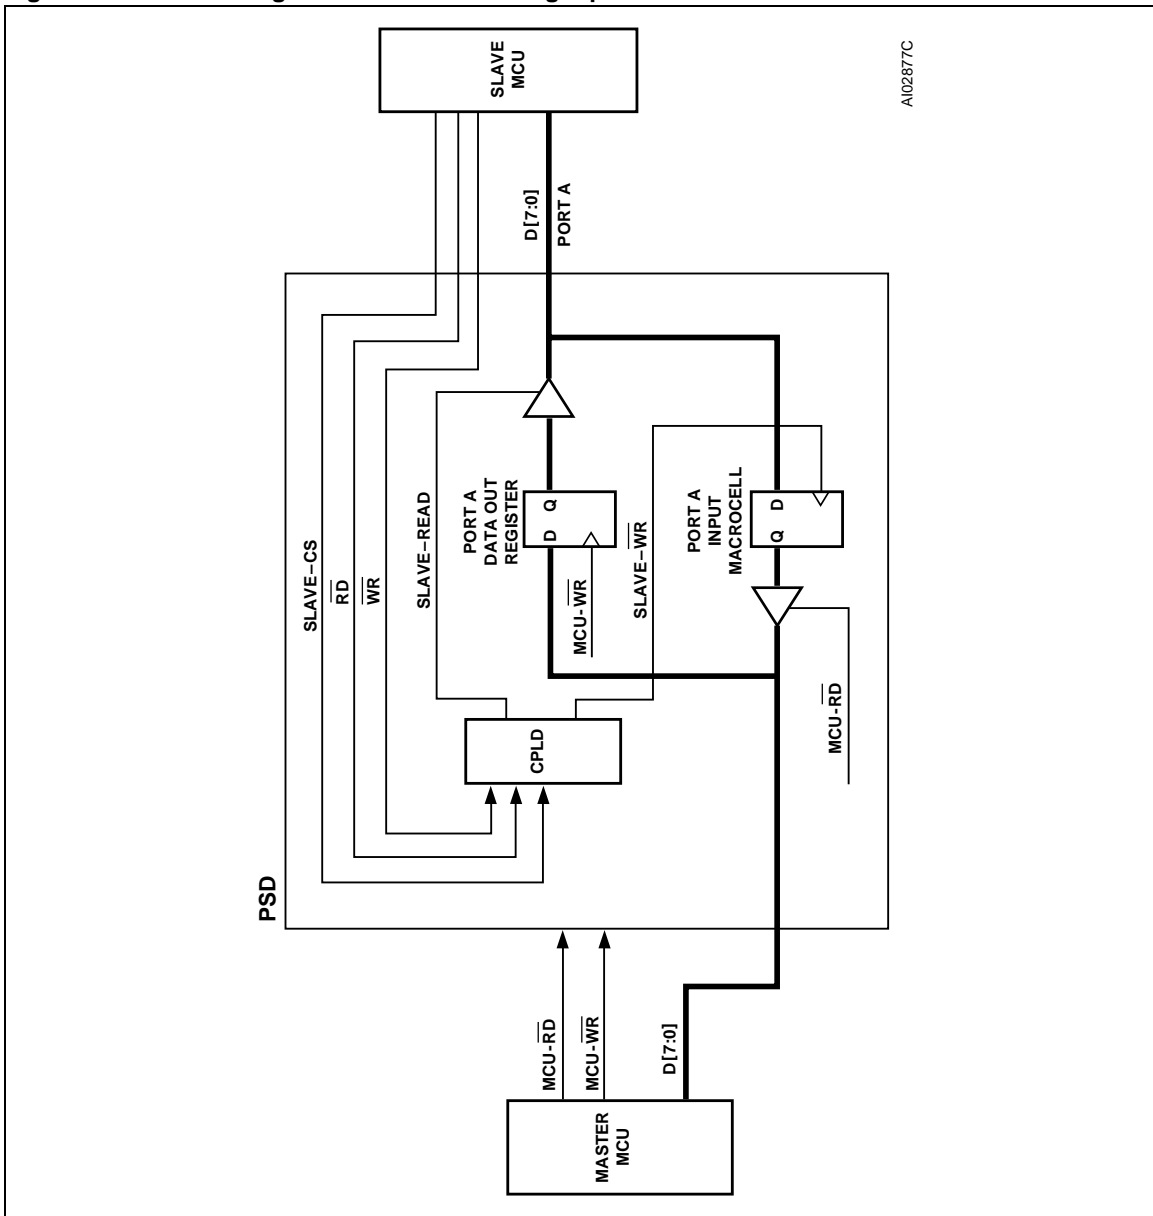 SLAVE
MCU
AI02877C
D[7:0]
PORT A
PSD
SLAVE–CS
RD
WR
SLAVE–READ
PORT A
DATA OUT
REGISTER
D Q
MCU-WR
SLAVE–WR
PORT A
INPUT
MACROCELL
Q D
CPLD
MCU-RD
MCU-RD
MCU-WR
D[7:0]
MASTER
MCU